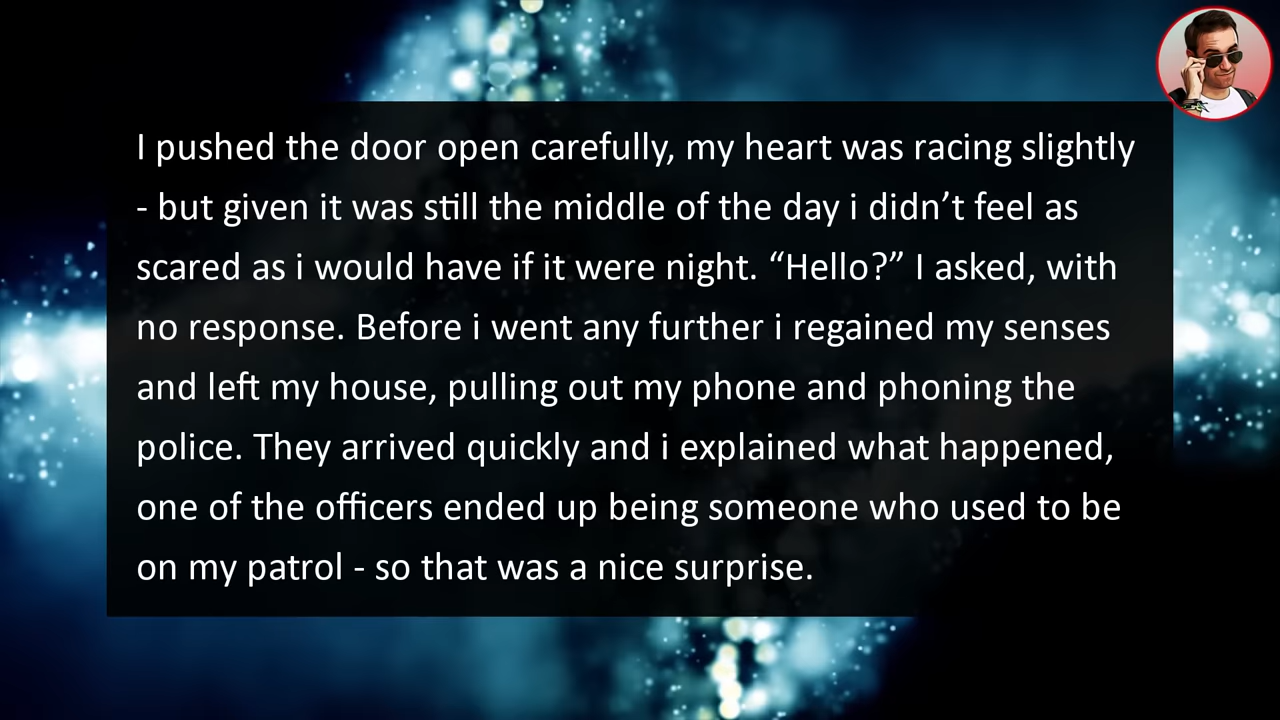 I pushed the door open carefully, my heart was racing slightly
- but given it was still the middle of the day i didn’t feel as
scared as i would have if it were night. “Hello?” I asked, with
no response. Before i went any further i regained my senses
and left my house, pulling out my phone and phoning the
police. They arrived quickly and i explained what happened,
one of the officers ended up being someone who used to be
on my patrol - so that was a nice surprise.